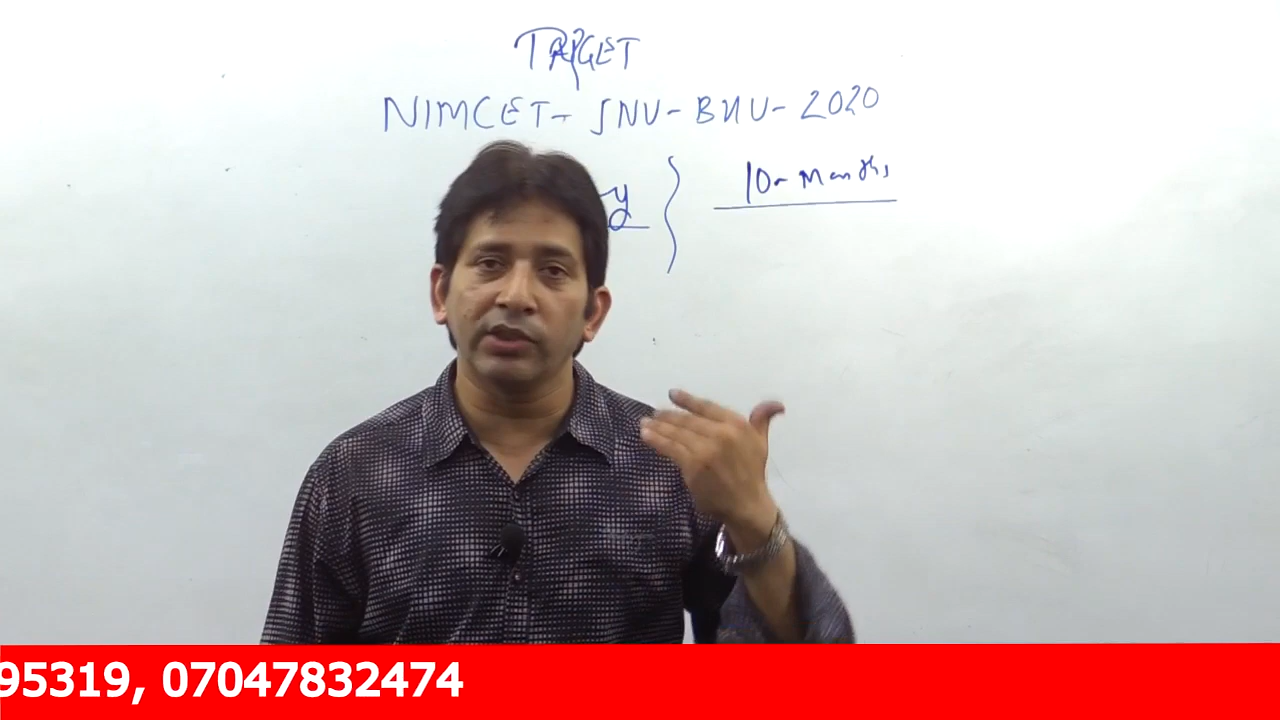 TARGET
NIMCET - JNU - BHU - 2020
10 - Months
95319, 07047832474